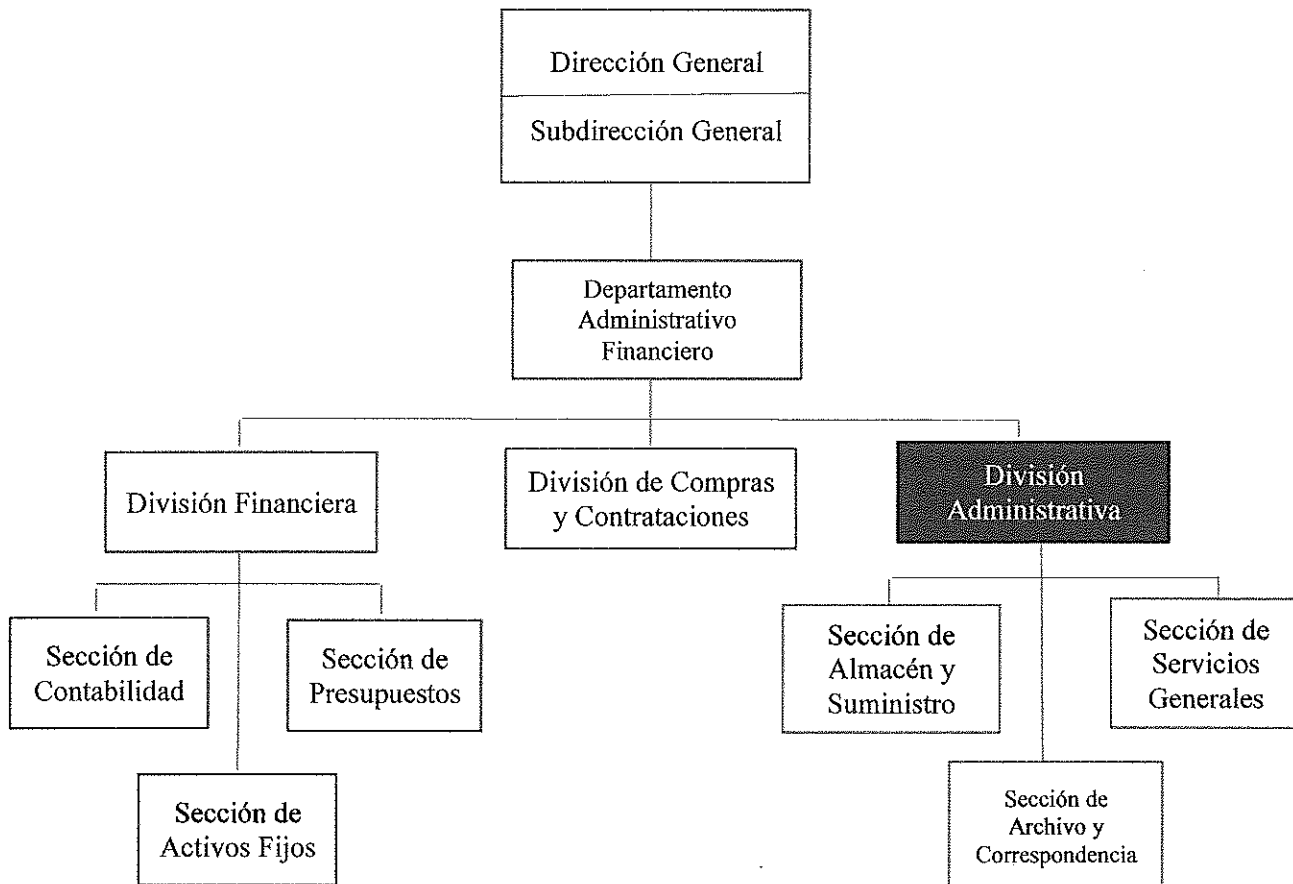 Dirección General
Subdirección General
Departamento
Administrativo
Financiero
División Financiera
División de Compras
y Contrataciones
División
Administrativa
Sección de
Contabilidad
Sección de
Presupuestos
Sección de
Activos Fijos
Sección de
Almacén y
Suministro
Sección de
Servicios
Generales
Sección de
Archivo y
Correspondencia